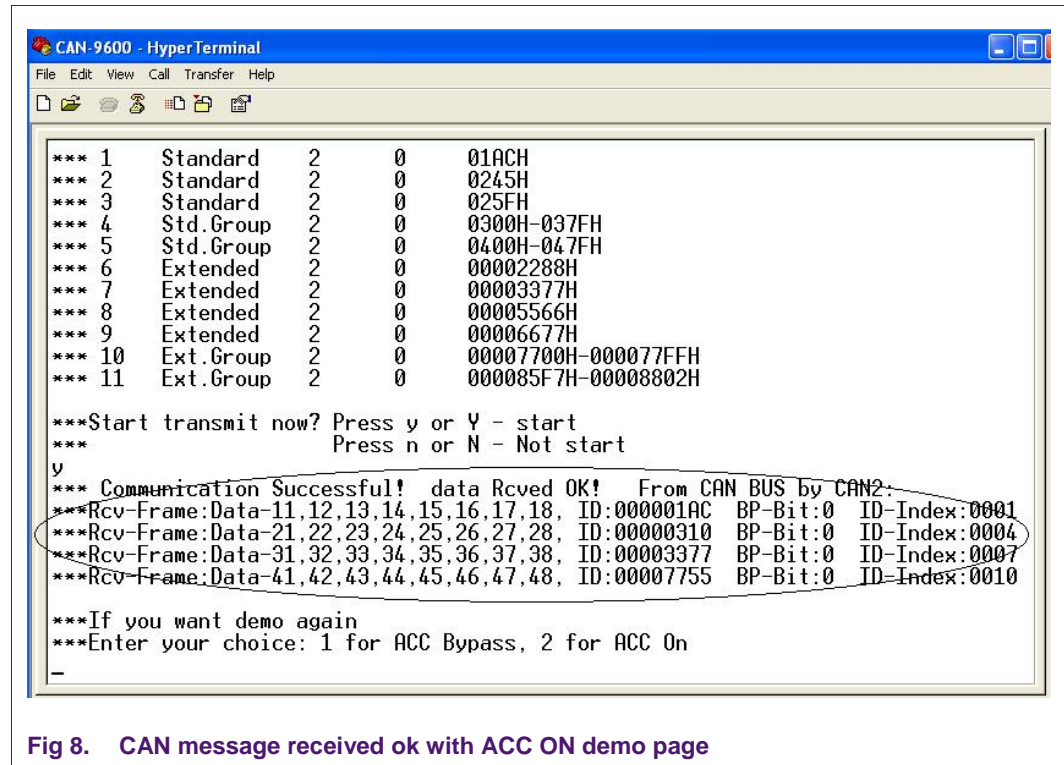 CAN-9600 - HyperTerminal
File Edit View Call Transfer Help
*** 1 Standard 2 0 01ACH
*** 2 Standard 2 0 0245H
*** 3 Standard 2 0 025FH
*** 4 Std.Group 2 0 0300H-037FH
*** 5 Std.Group 2 0 0400H-047FH
*** 6 Extended 2 0 00002288H
*** 7 Extended 2 0 00003377H
*** 8 Extended 2 0 00005566H
*** 9 Extended 2 0 00006677H
*** 10 Ext.Group 2 0 00007700H-000077FFH
*** 11 Ext.Group 2 0 000085F7H-00008802H
***Start transmit now? Press y or Y - start
*** Press n or N - Not start
y
*** Communication Successful! data Rcved OK! From CAN BUS by CAN2:
***Rcv-Frame:Data-11,12,13,14,15,16,17,18, ID:000001AC BP-Bit:0 ID-Index:0001
***Rcv-Frame:Data-21,22,23,24,25,26,27,28, ID:00000310 BP-Bit:0 ID-Index:0004
***Rcv-Frame:Data-31,32,33,34,35,36,37,38, ID:00003377 BP-Bit:0 ID-Index:0007
***Rcv-Frame:Data-41,42,43,44,45,46,47,48, ID:00007755 BP-Bit:0 ID-Index:0010
***If you want demo again
***Enter your choice: 1 for ACC Bypass, 2 for ACC On
_
Fig 8. CAN message received ok with ACC ON demo page